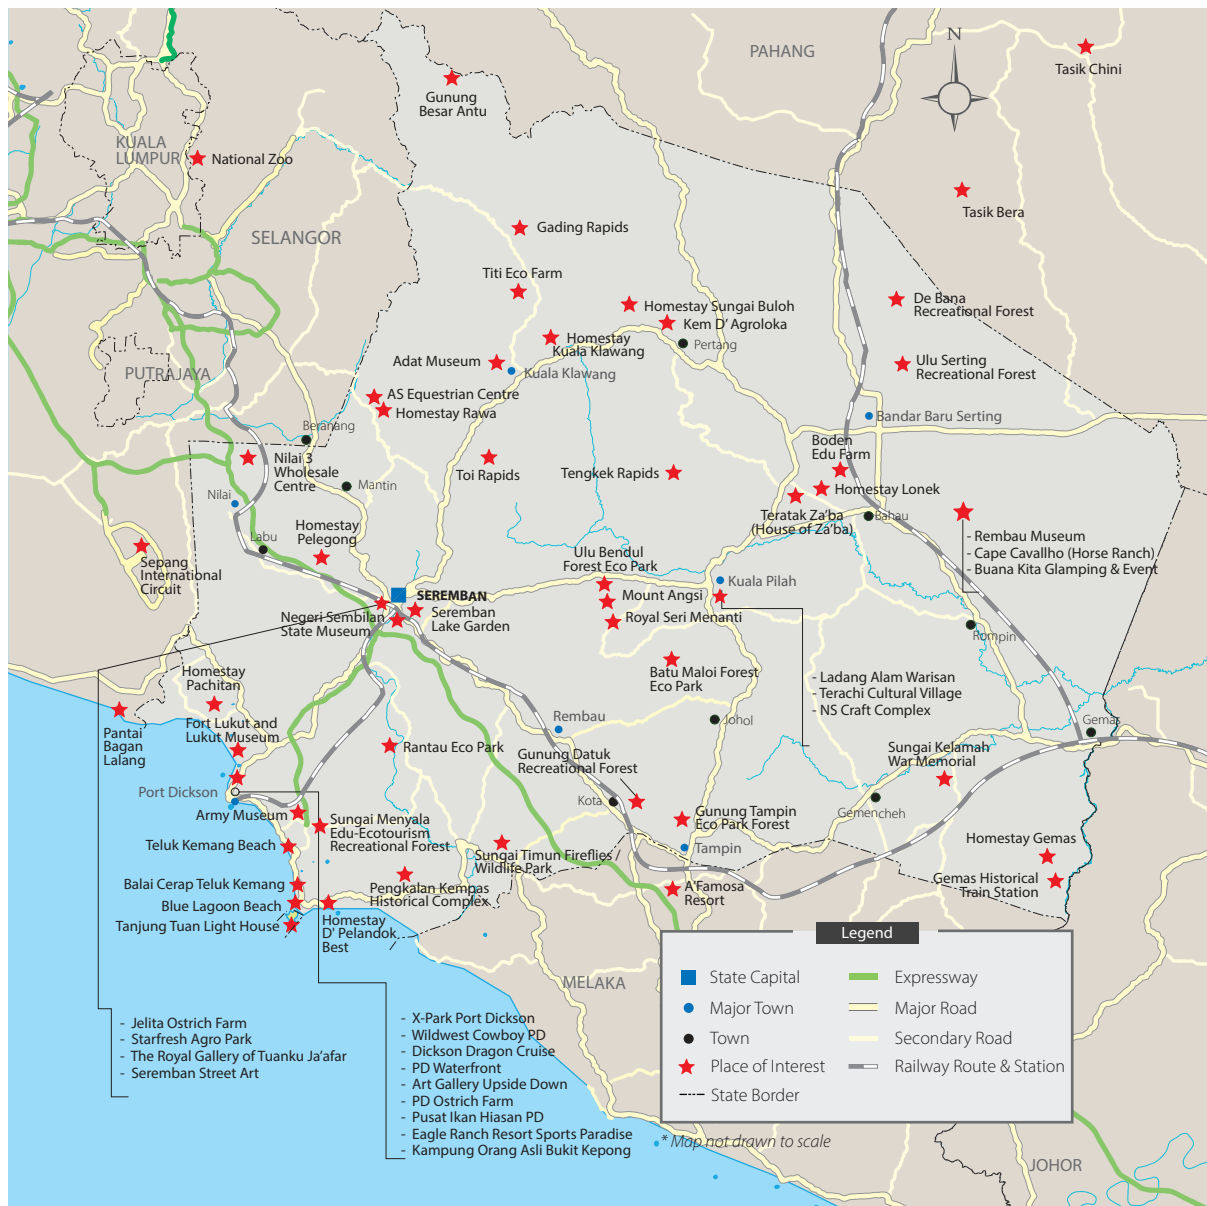 PAHANG
N
Tasik Chini
Gunung
Besar Antu
KUALA
LUMPUR
National Zoo
Tasik Bera
SELANGOR
Gading Rapids
Titi Eco Farm
De Bana
Recreational Forest
Homestay Sungai Buloh
Kem D' Agroloka
Homestay
Kuala Klawang
Pertang
Adat Museum
Kuala Klawang
Ulu Serting
Recreational Forest
PUTRAJAYA
AS Equestrian Centre
Homestay Rawa
Bandar Baru Serting
Beranang
Boden
Edu Farm
Nilai 3
Wholesale
Centre
Toi Rapids
Tengkek Rapids
Mantin
Homestay Lonek
Nilai
Teratak Za'ba
(House of Za'ba)
Bahau
Homestay
Pelegong
Labu
- Rembau Museum
- Cape Cavallho (Horse Ranch)
- Buana Kita Glamping & Event
Sepang
International
Circuit
Ulu Bendul
Forest Eco Park
Kuala Pilah
SEREMBAN
Mount Angsi
Negeri Sembilan
State Museum
Seremban
Lake Garden
Royal Seri Menanti
Rompin
Homestay
Pachitan
Batu Maloi Forest
Eco Park
- Ladang Alam Warisan
- Terachi Cultural Village
- NS Craft Complex
Pantai
Bagan
Lalang
Fort Lukut and
Lukut Museum
Rembau
Johol
Gemas
Rantau Eco Park
Gunung Datuk
Recreational Forest
Sungai Kelamah
War Memorial
Port Dickson
Kota
Gemencheh
Army Museum
Sungai Menyala
Edu-Ecotourism
Recreational Forest
Gunung Tampin
Eco Park Forest
Teluk Kemang Beach
Sungai Timun Fireflies /
Wildlife Park
Tampin
Homestay Gemas
Balai Cerap Teluk Kemang
Pengkalan Kempas
Historical Complex
A'Famosa
Resort
Gemas Historical
Train Station
Blue Lagoon Beach
Tanjung Tuan Light House
Homestay
D' Pelandok
Best
MELAKA
- Jelita Ostrich Farm
- Starfresh Agro Park
- The Royal Gallery of Tuanku Ja'afar
- Seremban Street Art
- X-Park Port Dickson
- Wildwest Cowboy PD
- Dickson Dragon Cruise
- PD Waterfront
- Art Gallery Upside Down
- PD Ostrich Farm
- Pusat Ikan Hiasan PD
- Eagle Ranch Resort Sports Paradise
- Kampung Orang Asli Bukit Kepong
Legend
State Capital
Major Town
Town
Place of Interest
State Border
Expressway
Major Road
Secondary Road
Railway Route & Station
* Map not drawn to scale
JOHOR